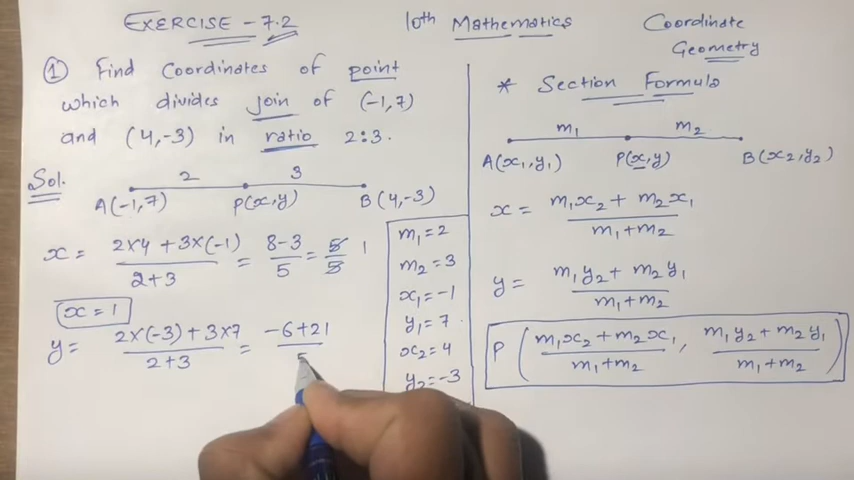 EXERCISE - 7.2
10th Mathematics
Coordinate
Geometry
① Find Coordinates of point
which divides join of (-1,7)
and (4,-3) in ratio 2:3.
Sol.
2 3
A(-1,7) P(x,y) B(4,-3)
x = 2×4 + 3×(-1) / 2+3 = 8-3 / 5 = 5/5 1
x = 1
y = 2×(-3) + 3×7 / 2+3 = -6+21 / 5
m₁ = 2
m₂ = 3
x₁ = -1
y₁ = 7
x₂ = 4
y₂ = -3
* Section Formula
m₁ m₂
A(x₁,y₁) P(x,y) B(x₂,y₂)
x = m₁x₂ + m₂x₁ / m₁+m₂
y = m₁y₂ + m₂y₁ / m₁+m₂
P ( m₁x₂+m₂x₁ / m₁+m₂ , m₁y₂+m₂y₁ / m₁+m₂ )